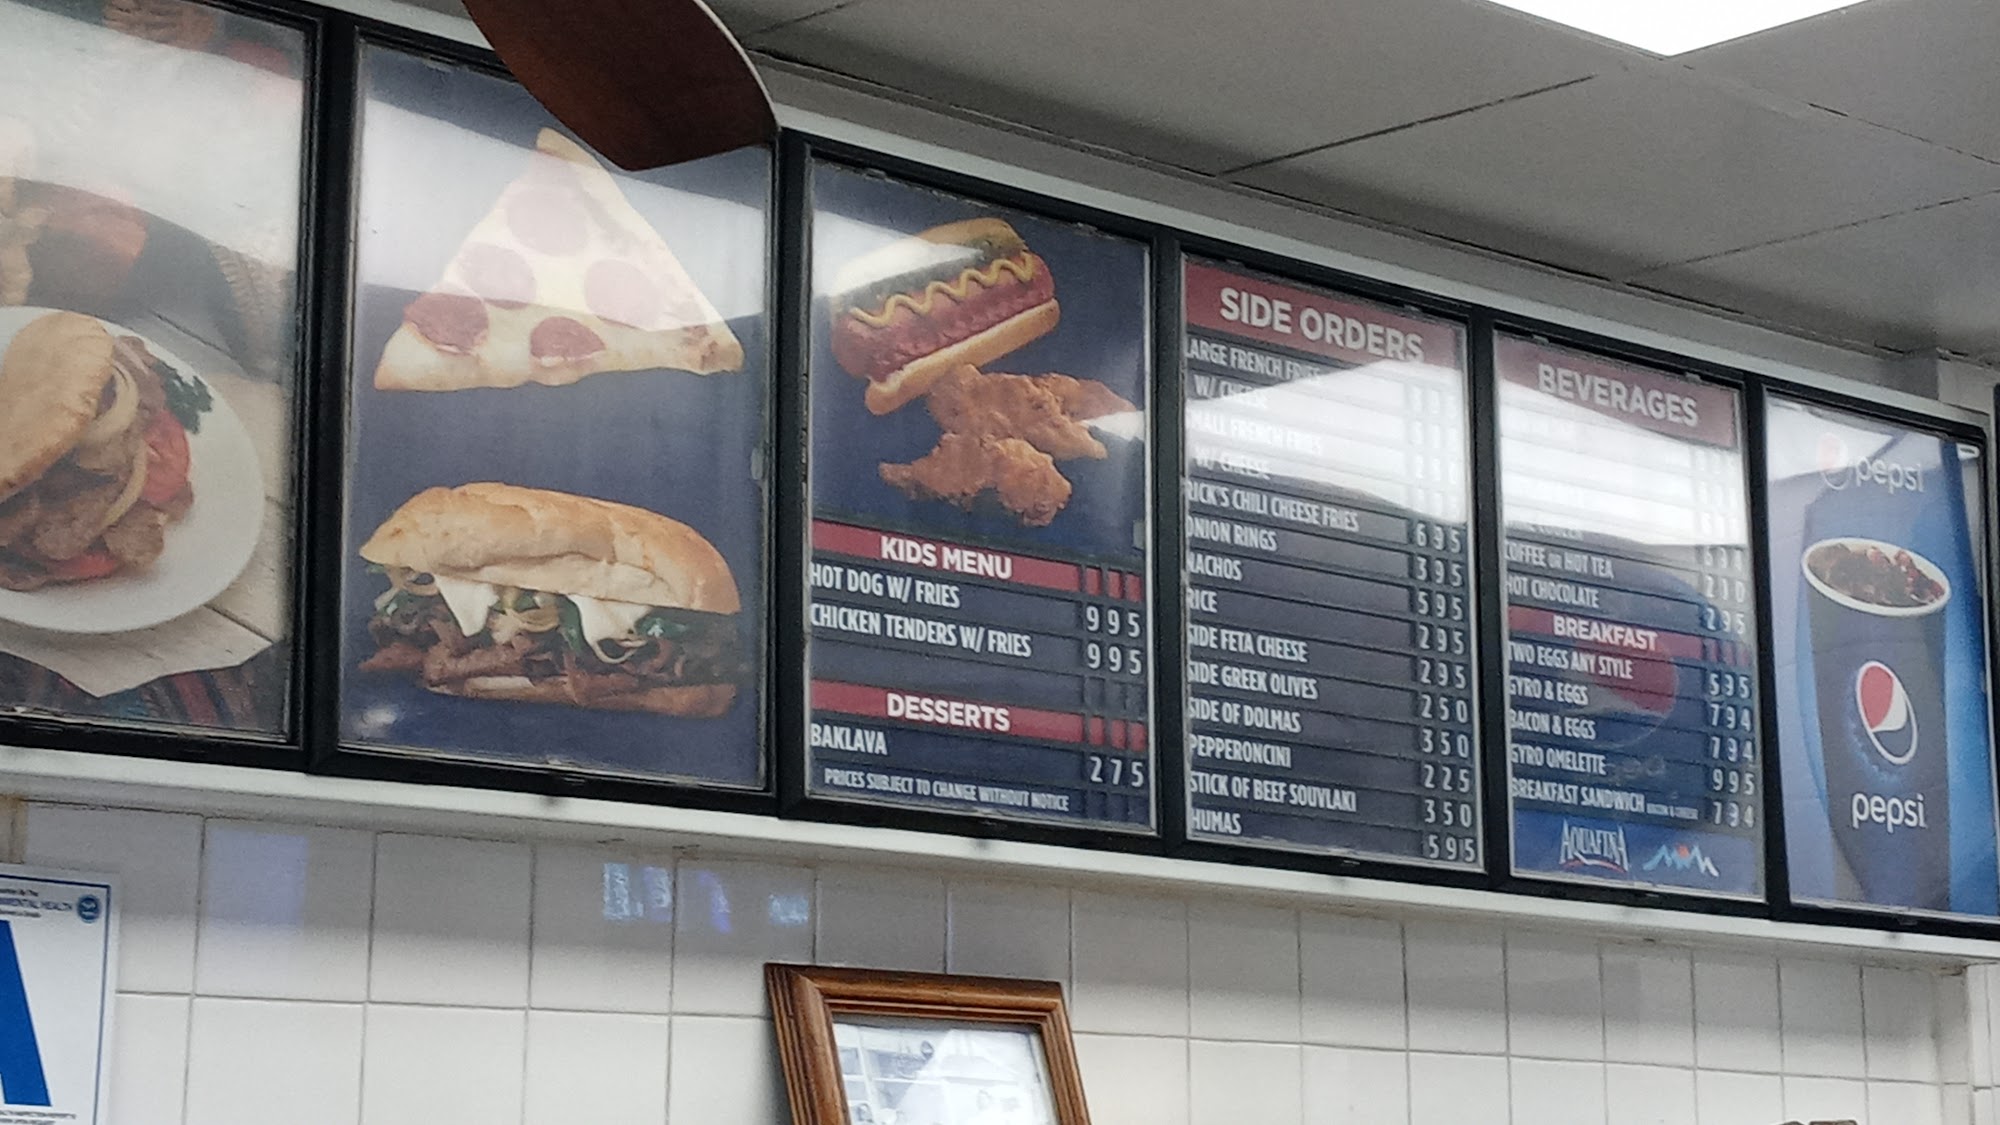 KIDS MENU
HOT DOG W/ FRIES 995
CHICKEN TENDERS W/ FRIES 995
DESSERTS
BAKLAVA 275
PRICES SUBJECT TO CHANGE WITHOUT NOTICE
SIDE ORDERS
LARGE FRENCH FRIES
W/ CHEESE
SMALL FRENCH FRIES
W/ CHEESE
RICK'S CHILI CHEESE FRIES 695
ONION RINGS 395
NACHOS 595
RICE 295
SIDE FETA CHEESE 295
SIDE GREEK OLIVES 250
SIDE OF DOLMAS 350
PEPPERONCINI 225
STICK OF BEEF SOUVLAKI 350
HUMAS 595
BEVERAGES
COFFEE OR HOT TEA 210
HOT CHOCOLATE 295
BREAKFAST
TWO EGGS ANY STYLE 595
GYRO & EGGS 794
BACON & EGGS 794
GYRO OMELETTE 995
BREAKFAST SANDWICH BACON & CHEESE 794
AQUAFINA
pepsi
pepsi